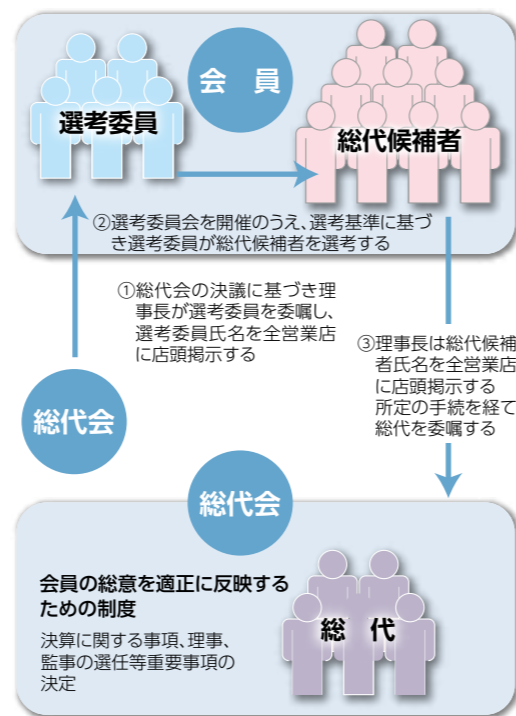 会 員
選考委員
総代候補者
②選考委員会を開催のうえ、選考基準に基づ
き選考委員が総代候補者を選考する
①総代会の決議に基づき理
事長が選考委員を委嘱し、
選考委員氏名を全営業店
に店頭掲示する
③理事長は総代候補
者氏名を全営業店
に店頭掲示する
所定の手続を経て
総代を委嘱する
総代会
総代会
会員の総意を適正に反映する
ための制度
決算に関する事項、理事、
監事の選任等重要事項の
決定
総 代